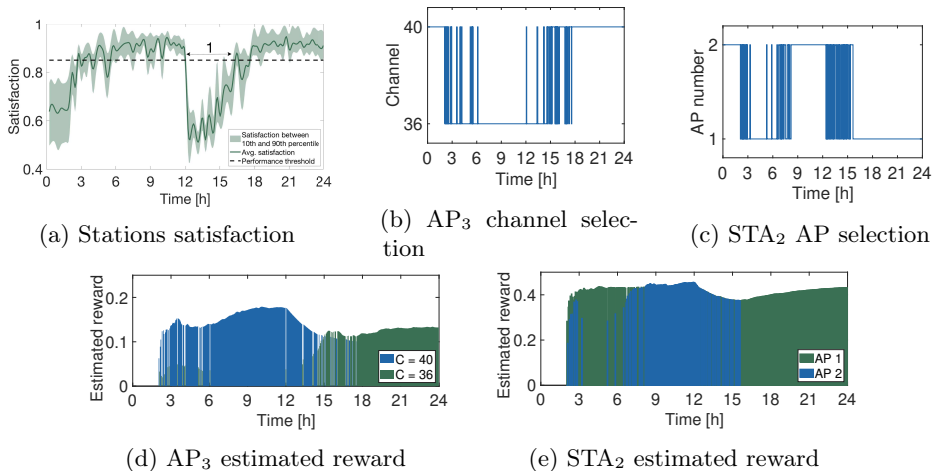 1
0.8
0.6
0.4
Satisfaction
1
Satisfaction between
10th and 90th percentile
Avg. satisfaction
Performance threshold
0 3 6 9 12 15 18 21 24
Time [h]
(a) Stations satisfaction
40
36
Channel
0 3 6 9 12 15 18 21 24
Time [h]
(b) AP3 channel selec-
tion
2
1
AP number
0 3 6 9 12 15 18 21 24
Time [h]
(c) STA2 AP selection
0.2
0.1
0
Estimated reward
C = 40
C = 36
0 3 6 9 12 15 18 21 24
Time [h]
(d) AP3 estimated reward
0.4
0.2
0
Estimated reward
AP 1
AP 2
0 3 6 9 12 15 18 21 24
Time [h]
(e) STA2 estimated reward